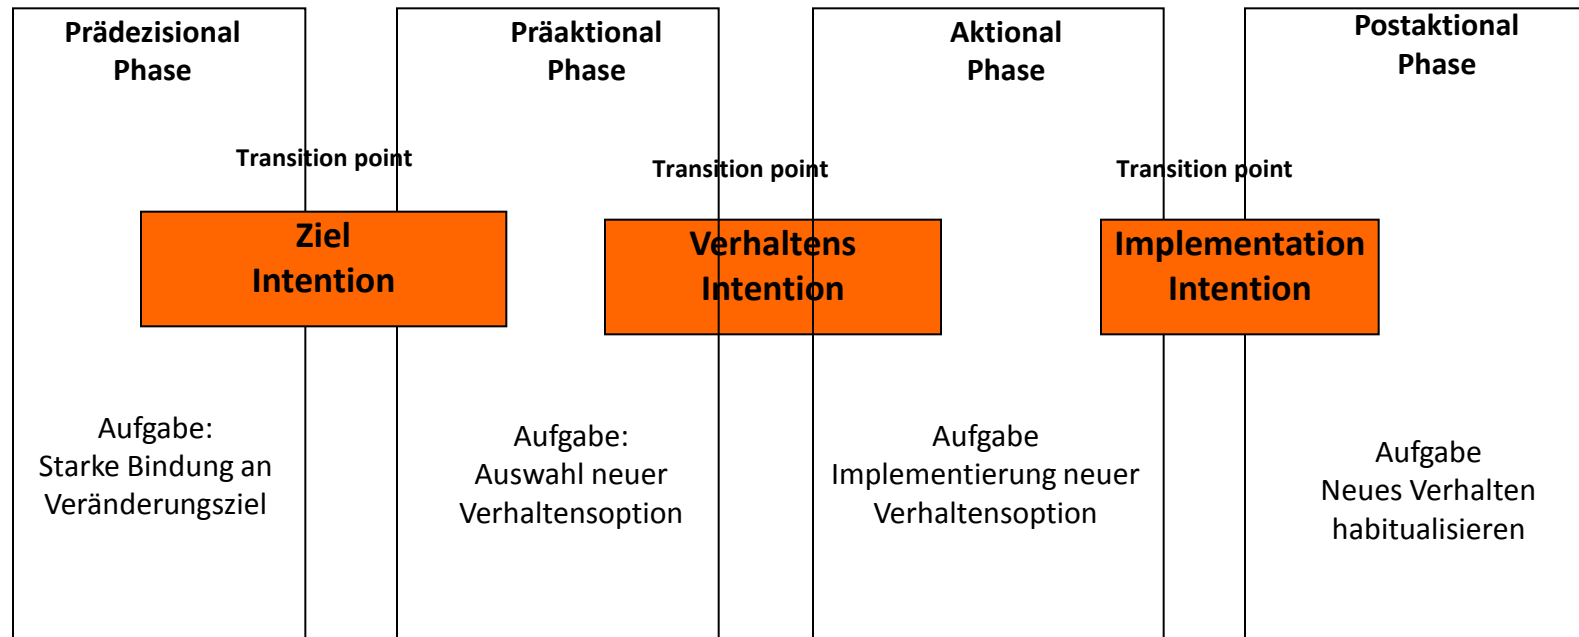 Prädezisional
Phase
Präaktional
Phase
Aktional
Phase
Postaktional
Phase
Transition point
Transition point
Transition point
Ziel
Intention
Verhaltens
Intention
Implementation
Intention
Aufgabe:
Starke Bindung an
Veränderungsziel
Aufgabe:
Auswahl neuer
Verhaltensoption
Aufgabe
Implementierung neuer
Verhaltensoption
Aufgabe
Neues Verhalten
habitualisieren